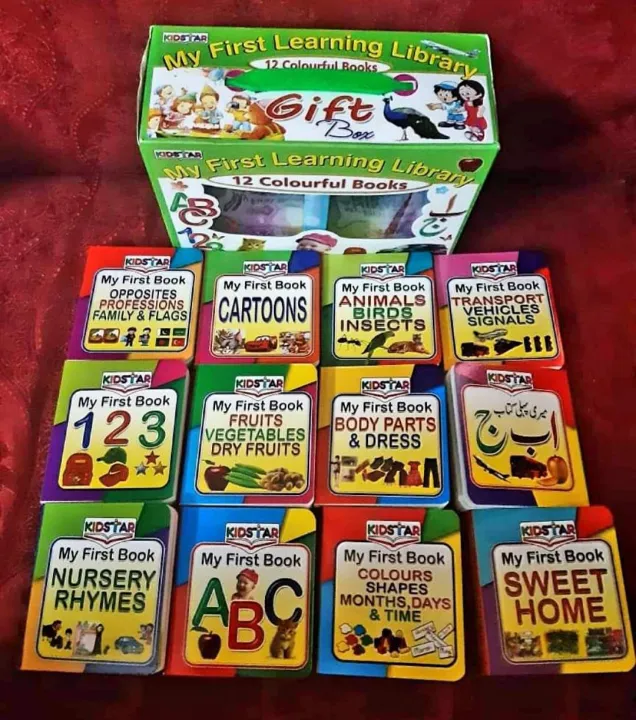 KIDSTAR
My First Learning Library
12 Colourful Books
Gift
Box
KIDSTAR
My First Learning Library
12 Colourful Books
ABC
123
ا
ج
KIDSTAR
My First Book
OPPOSITES
PROFESSIONS
FAMILY & FLAGS
KIDSTAR
My First Book
CARTOONS
KIDSTAR
My First Book
ANIMALS
BIRDS
INSECTS
KIDSTAR
My First Book
TRANSPORT
VEHICLES
SIGNALS
KIDSTAR
My First Book
1 2 3
KIDSTAR
My First Book
FRUITS
VEGETABLES
DRY FRUITS
KIDSTAR
My First Book
BODY PARTS
& DRESS
KIDSTAR
میری پہلی کتاب
ا ب ج
KIDSTAR
My First Book
NURSERY
RHYMES
KIDSTAR
My First Book
ABC
KIDSTAR
My First Book
COLOURS
SHAPES
MONTHS, DAYS
& TIME
KIDSTAR
My First Book
SWEET
HOME